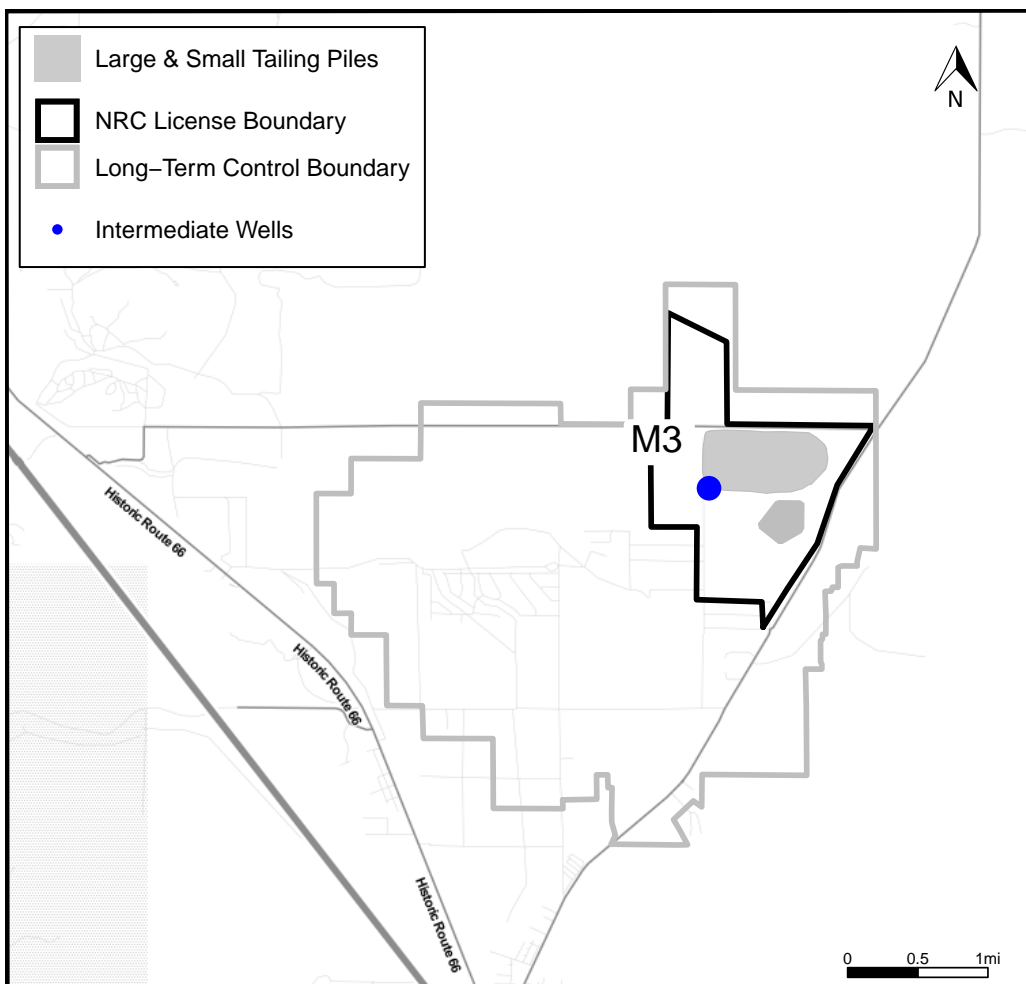 Large & Small Tailing Piles
NRC License Boundary
Long−Term Control Boundary
Intermediate Wells
N
M3
Historic Route 66
Historic Route 66
Historic Route 66
0 0.5 1mi